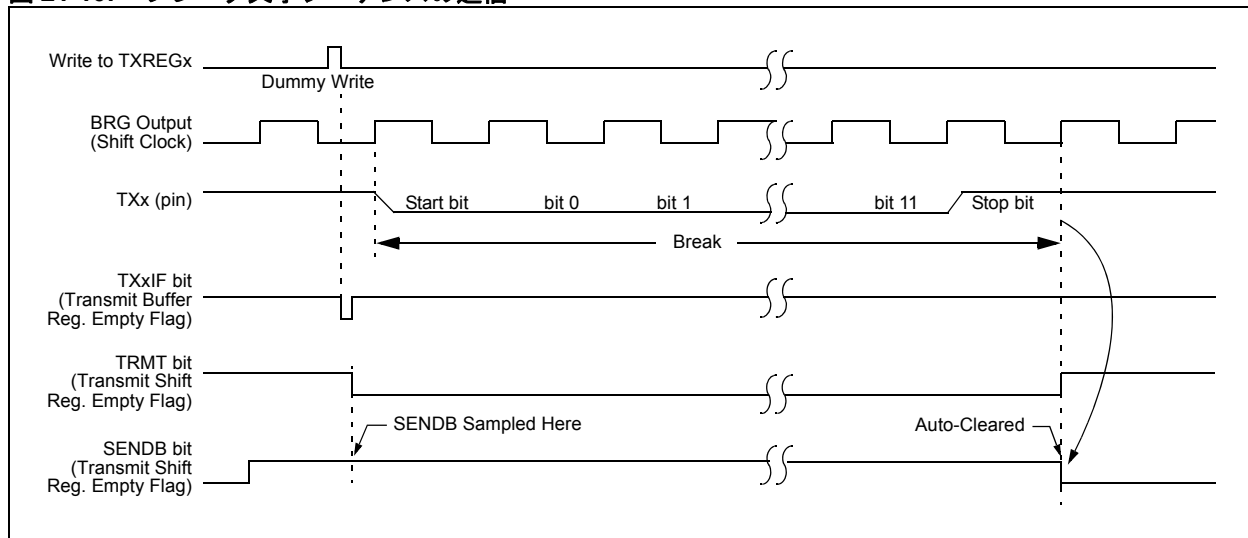 Write to TXREGx
Dummy Write
BRG Output
(Shift Clock)
TXx (pin)
Start bit
bit 0
bit 1
bit 11
Stop bit
Break
TXxIF bit
(Transmit Buffer
Reg. Empty Flag)
TRMT bit
(Transmit Shift
Reg. Empty Flag)
SENDB Sampled Here
Auto-Cleared
SENDB bit
(Transmit Shift
Reg. Empty Flag)